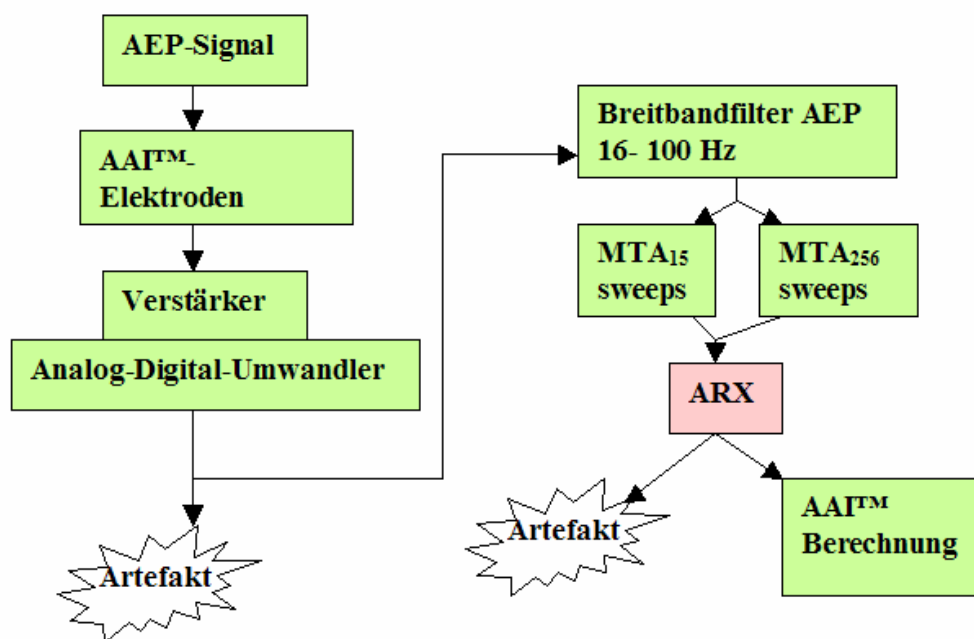 AEP-Signal
AAI™-
Elektroden
Verstärker
Analog-Digital-Umwandler
Artefakt
Breitbandfilter AEP
16- 100 Hz
MTA₁₅
sweeps
MTA₂₅₆
sweeps
ARX
Artefakt
AAI™
Berechnung